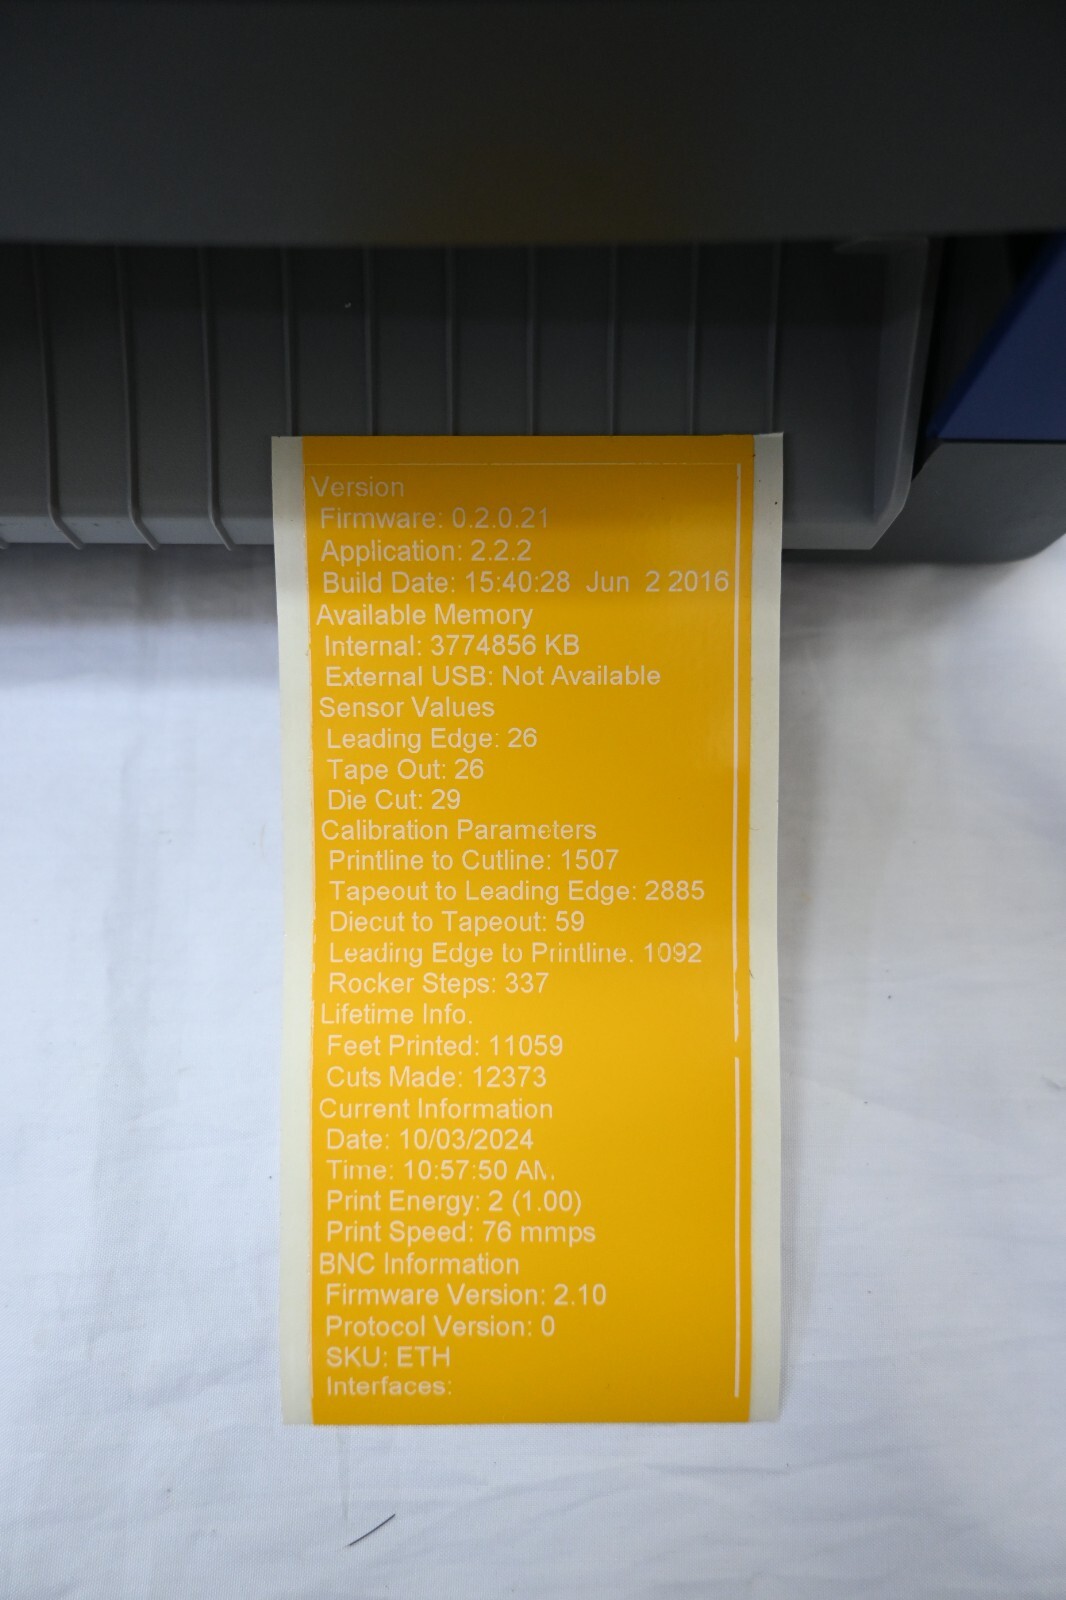 Version
Firmware: 0.2.0.21
Application: 2.2.2
Build Date: 15:40:28  Jun  2 2016
Available Memory
Internal: 3774856 KB
External USB: Not Available
Sensor Values
Leading Edge: 26
Tape Out: 26
Die Cut: 29
Calibration Parameters
Printline to Cutline: 1507
Tapeout to Leading Edge: 2885
Diecut to Tapeout: 59
Leading Edge to Printline: 1092
Rocker Steps: 337
Lifetime Info.
Feet Printed: 11059
Cuts Made: 12373
Current Information
Date: 10/03/2024
Time: 10:57:50 AM
Print Energy: 2 (1.00)
Print Speed: 76 mmps
BNC Information
Firmware Version: 2.10
Protocol Version: 0
SKU: ETH
Interfaces: